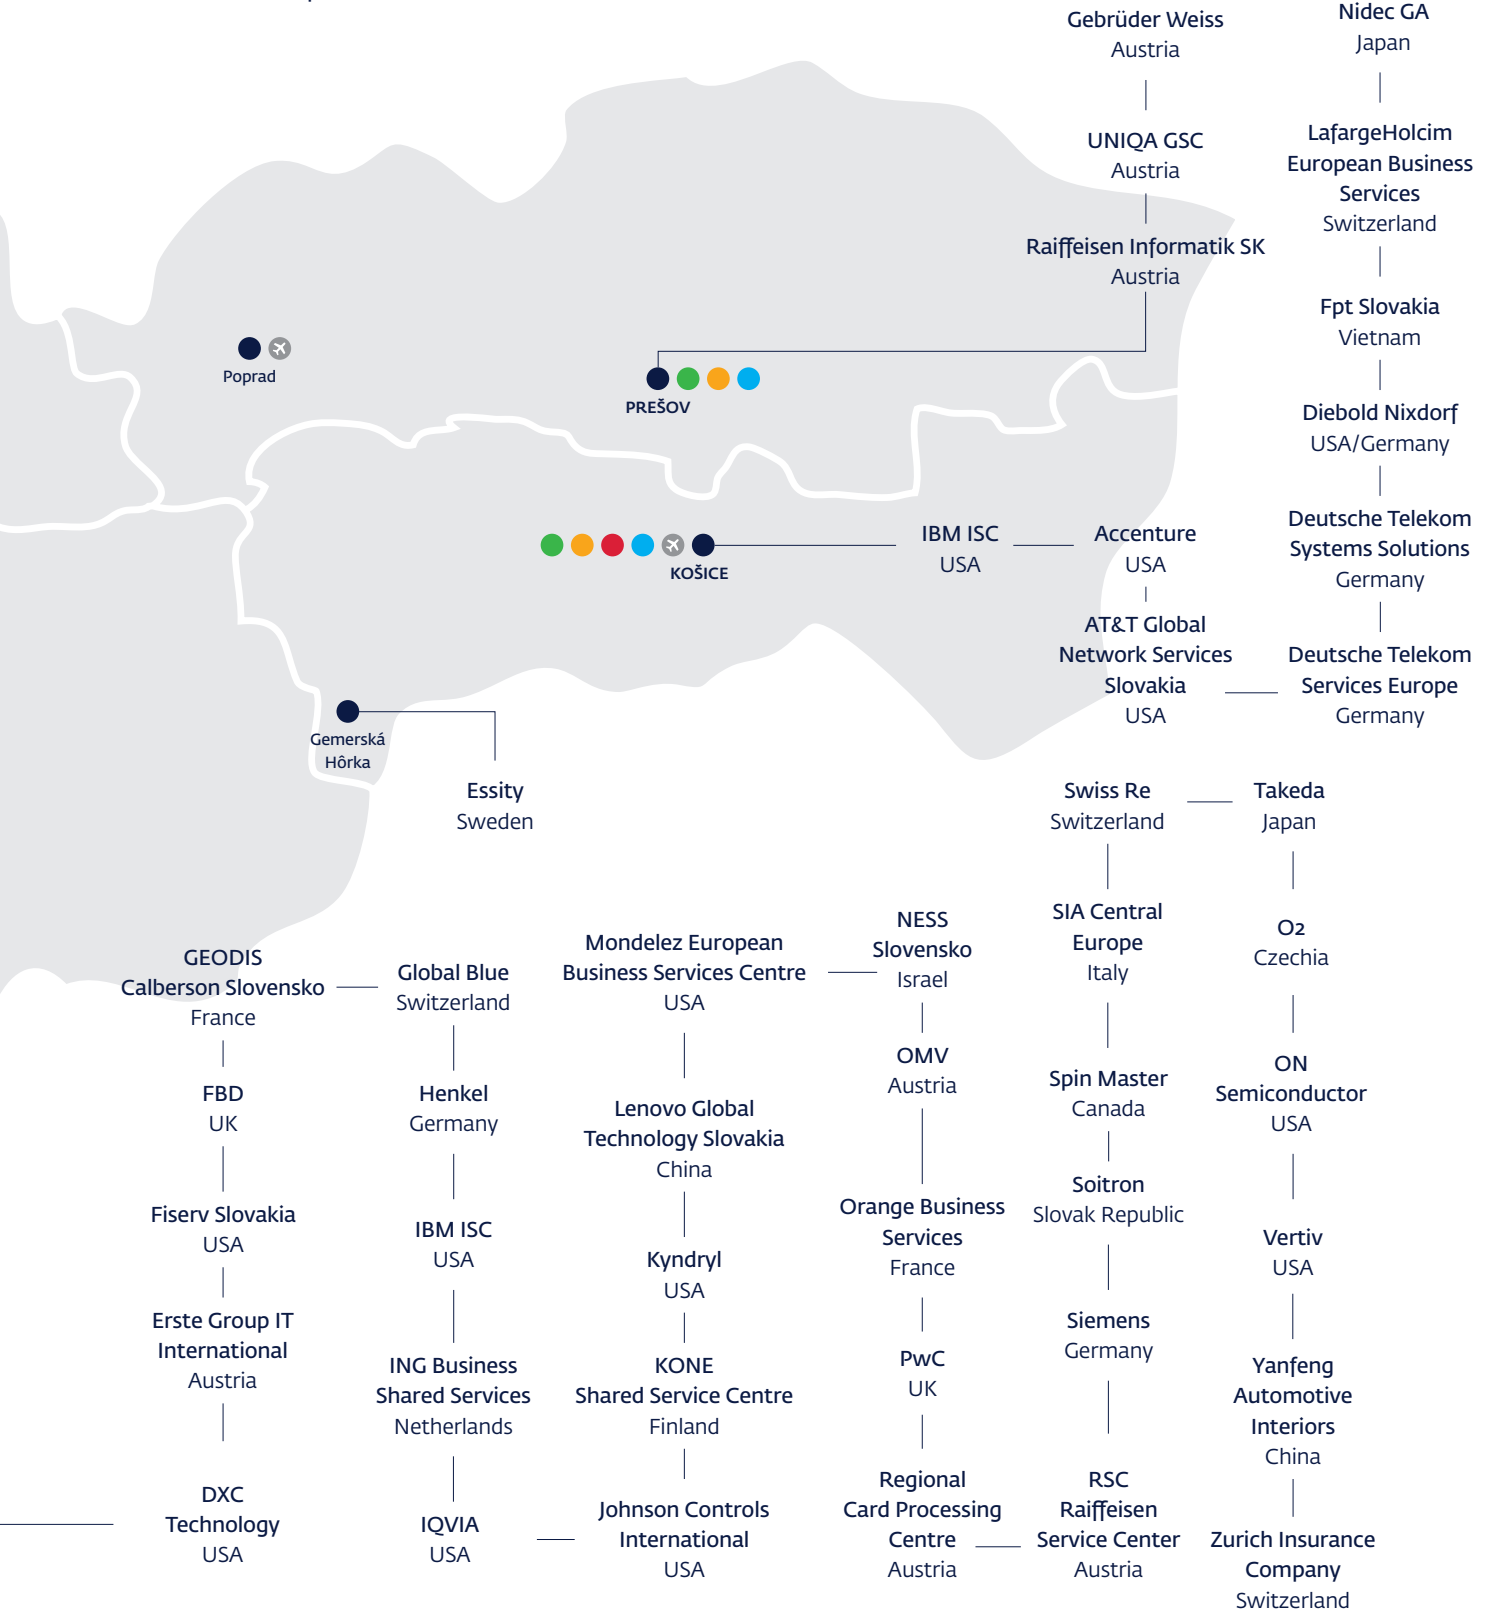 Gebrüder Weiss
Austria
UNIQA GSC
Austria
Raiffeisen Informatik SK
Austria
Nidec GA
Japan
LafargeHolcim
European Business
Services
Switzerland
Fpt Slovakia
Vietnam
Diebold Nixdorf
USA/Germany
Deutsche Telekom
Systems Solutions
Germany
Deutsche Telekom
Services Europe
Germany
Poprad
PREŠOV
KOŠICE
IBM ISC
USA
Accenture
USA
AT&T Global
Network Services
Slovakia
USA
Gemerská
Hôrka
Essity
Sweden
GEODIS
Calberson Slovensko
France
FBD
UK
Fiserv Slovakia
USA
Erste Group IT
International
Austria
DXC
Technology
USA
Global Blue
Switzerland
Henkel
Germany
IBM ISC
USA
ING Business
Shared Services
Netherlands
IQVIA
USA
Mondelez European
Business Services Centre
USA
Lenovo Global
Technology Slovakia
China
Kyndryl
USA
KONE
Shared Service Centre
Finland
Johnson Controls
International
USA
NESS
Slovensko
Israel
OMV
Austria
Orange Business
Services
France
PwC
UK
Regional
Card Processing
Centre
Austria
Swiss Re
Switzerland
SIA Central
Europe
Italy
Spin Master
Canada
Soitron
Slovak Republic
Siemens
Germany
RSC
Raiffeisen
Service Center
Austria
Takeda
Japan
O2
Czechia
ON
Semiconductor
USA
Vertiv
USA
Yanfeng
Automotive
Interiors
China
Zurich Insurance
Company
Switzerland